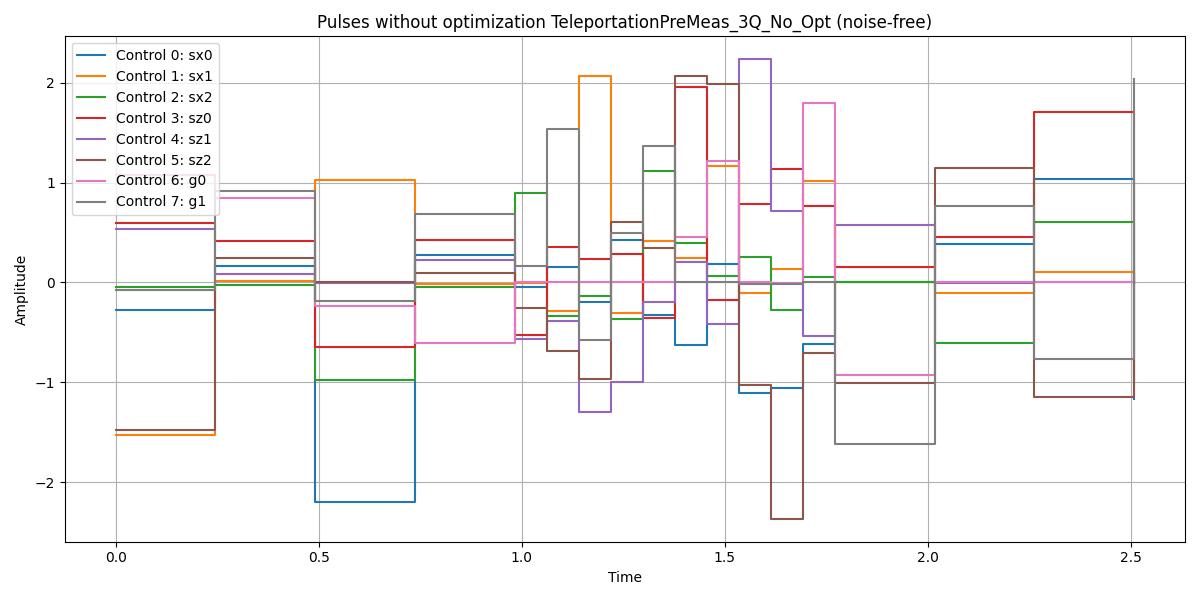 Pulses without optimization TeleportationPreMeas_3Q_No_Opt (noise-free)
Control 0: sx0
Control 1: sx1
Control 2: sx2
Control 3: sz0
Control 4: sz1
Control 5: sz2
Control 6: g0
Control 7: g1
Amplitude
2
1
0
−1
−2
0.0
0.5
1.0
1.5
2.0
2.5
Time